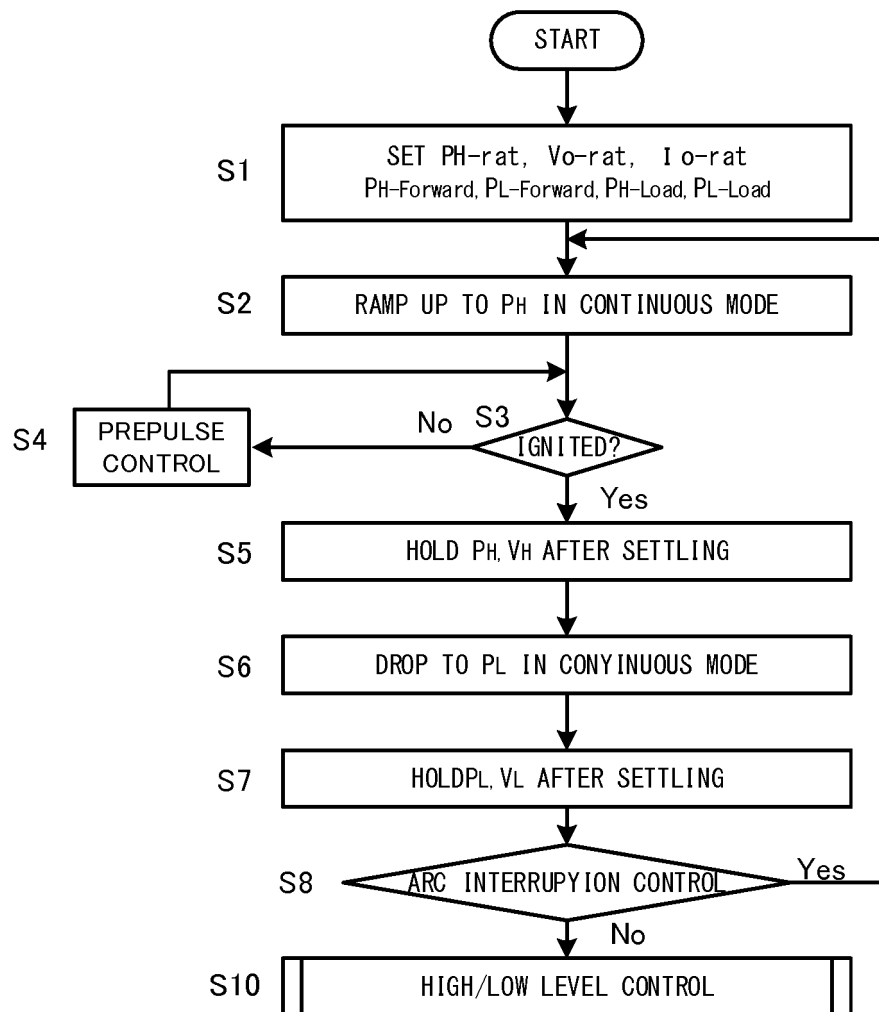 START
S1
SET PH-rat, Vo-rat, Io-rat
PH-Forward, PL-Forward, PH-Load, PL-Load
S2
RAMP UP TO PH IN CONTINUOUS MODE
S4
PREPULSE
CONTROL
No
S3
IGNITED?
Yes
S5
HOLD PH, VH AFTER SETTLING
S6
DROP TO PL IN CONYINUOUS MODE
S7
HOLDPL, VL AFTER SETTLING
S8
ARC INTERRUPYION CONTROL
Yes
No
S10
HIGH/LOW LEVEL CONTROL